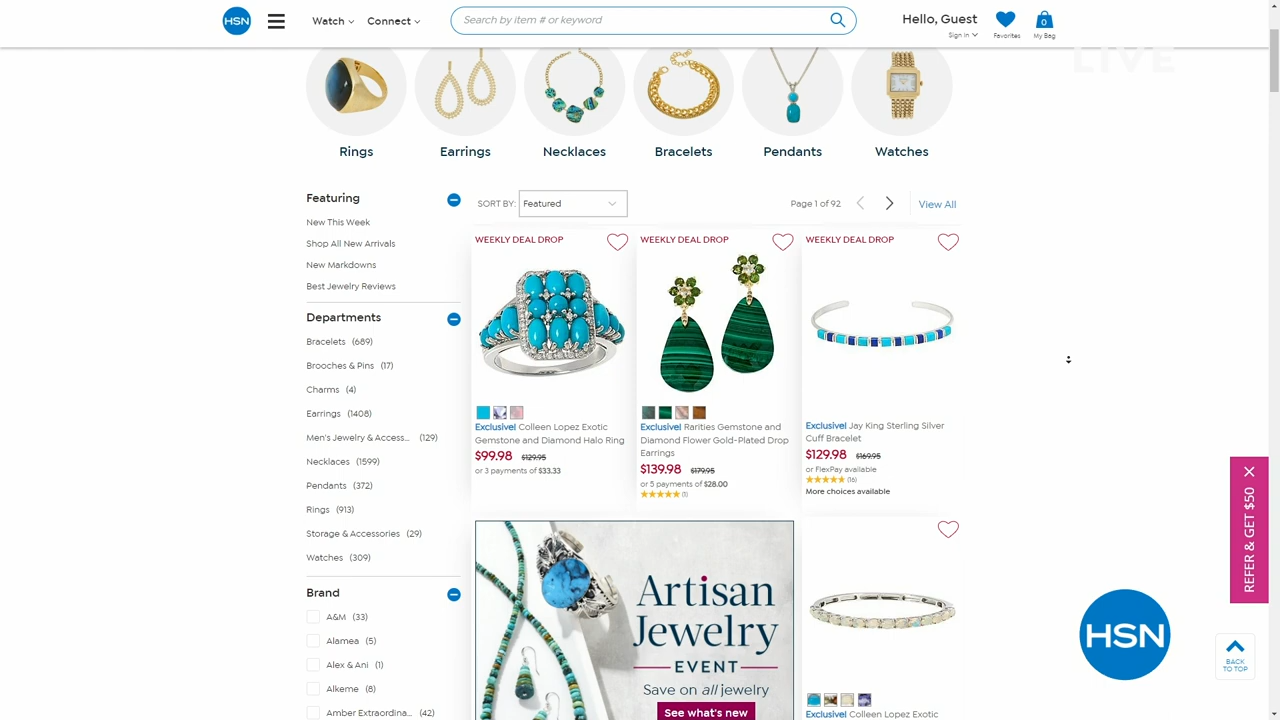 HSN
Watch
Connect
Search by item # or keyword
Hello, Guest
Sign In
Favorites
0
My Bag
LIVE
Rings
Earrings
Necklaces
Bracelets
Pendants
Watches
Featuring
New This Week
Shop All New Arrivals
New Markdowns
Best Jewelry Reviews
Departments
Bracelets (689)
Brooches & Pins (17)
Charms (4)
Earrings (1408)
Men's Jewelry & Access... (129)
Necklaces (1599)
Pendants (372)
Rings (913)
Storage & Accessories (29)
Watches (309)
Brand
A&M (33)
Alamea (5)
Alex & Ani (1)
Alkeme (8)
Amber Extraordina... (42)
SORT BY: Featured
Page 1 of 92
View All
WEEKLY DEAL DROP
Exclusive! Colleen Lopez Exotic
Gemstone and Diamond Halo Ring
$99.98 $129.95
or 3 payments of $33.33
WEEKLY DEAL DROP
Exclusive! Rarities Gemstone and
Diamond Flower Gold-Plated Drop
Earrings
$139.98 $179.95
or 5 payments of $28.00
(1)
WEEKLY DEAL DROP
Exclusive! Jay King Sterling Silver
Cuff Bracelet
$129.98 $169.95
or FlexPay available
(16)
More choices available
Artisan
Jewelry
EVENT
Save on all jewelry
See what's new
Exclusive! Colleen Lopez Exotic
REFER & GET $50
HSN
BACK
TO TOP